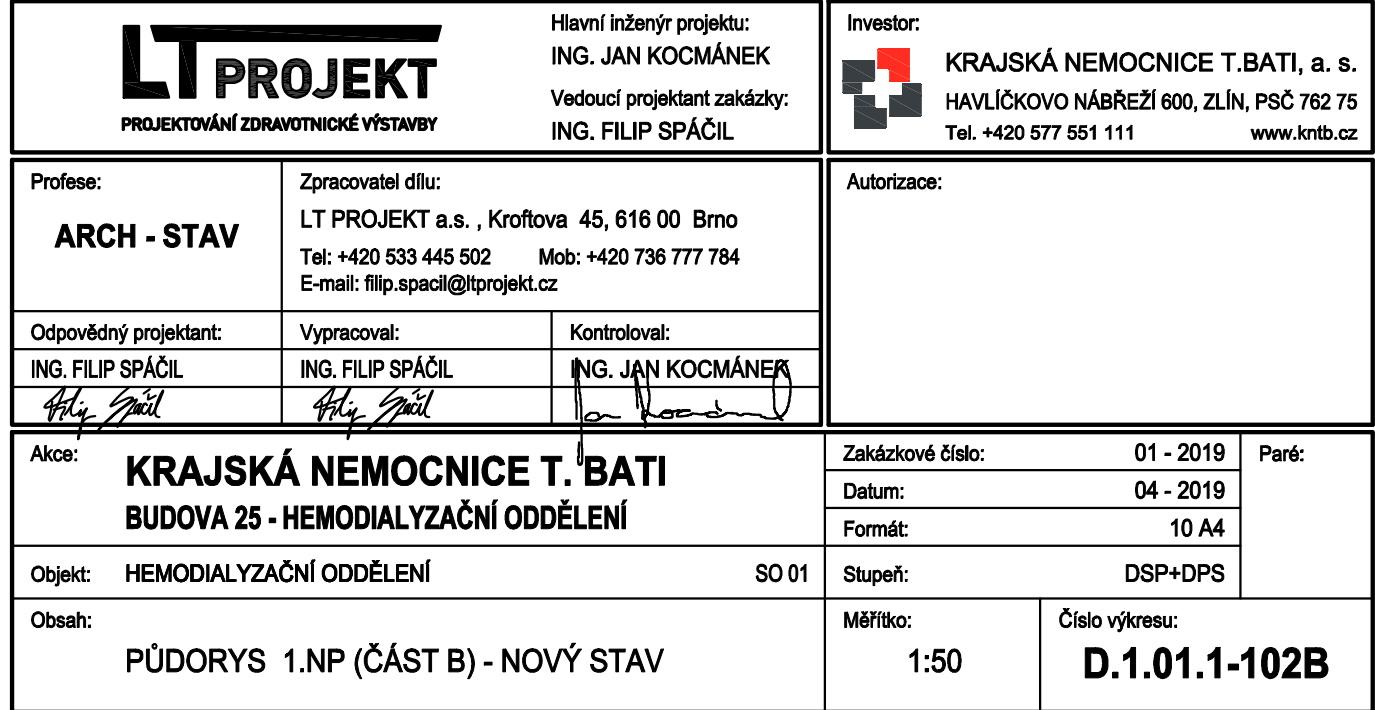 LT PROJEKT
PROJEKTOVÁNÍ ZDRAVOTNICKÉ VÝSTAVBY
Hlavní inženýr projektu:
ING. JAN KOCMÁNEK
Vedoucí projektant zakázky:
ING. FILIP SPÁČIL
Investor:
KRAJSKÁ NEMOCNICE T.BATI, a. s.
HAVLÍČKOVO NÁBŘEŽÍ 600, ZLÍN, PSČ 762 75
Tel. +420 577 551 111 www.kntb.cz
Profese:
ARCH - STAV
Zpracovatel dílu:
LT PROJEKT a.s. , Kroftova 45, 616 00 Brno
Tel: +420 533 445 502 Mob: +420 736 777 784
E-mail: filip.spacil@ltprojekt.cz
Autorizace:
Odpovědný projektant:
ING. FILIP SPÁČIL
Filip Spáčil
Vypracoval:
ING. FILIP SPÁČIL
Filip Spáčil
Kontroloval:
ING. JAN KOCMÁNEK
Jan Kocmánek
Akce:
KRAJSKÁ NEMOCNICE T. BATI
BUDOVA 25 - HEMODIALYZAČNÍ ODDĚLENÍ
Zakázkové číslo: 01 - 2019
Datum: 04 - 2019
Formát: 10 A4
Paré:
Objekt: HEMODIALYZAČNÍ ODDĚLENÍ SO 01
Stupeň: DSP+DPS
Obsah:
PŮDORYS 1.NP (ČÁST B) - NOVÝ STAV
Měřítko:
1:50
Číslo výkresu:
D.1.01.1-102B